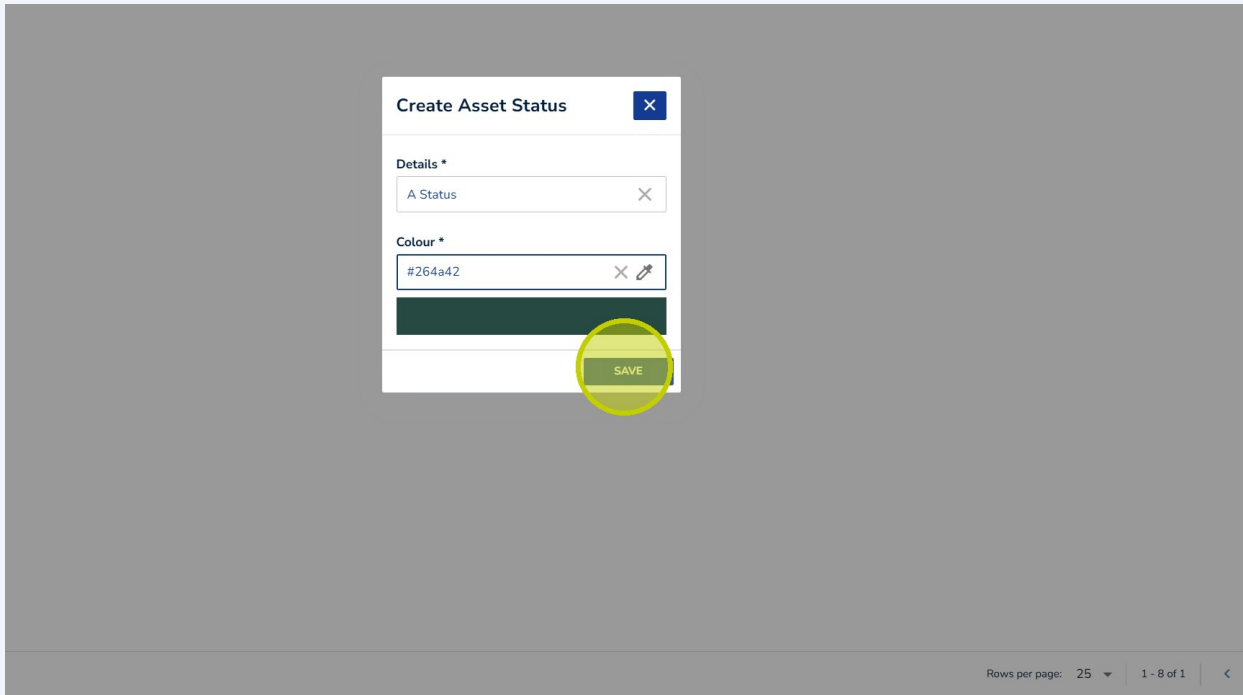 Create Asset Status
Details *
A Status
Colour *
#264a42
SAVE
Rows per page: 25 1 - 8 of 1